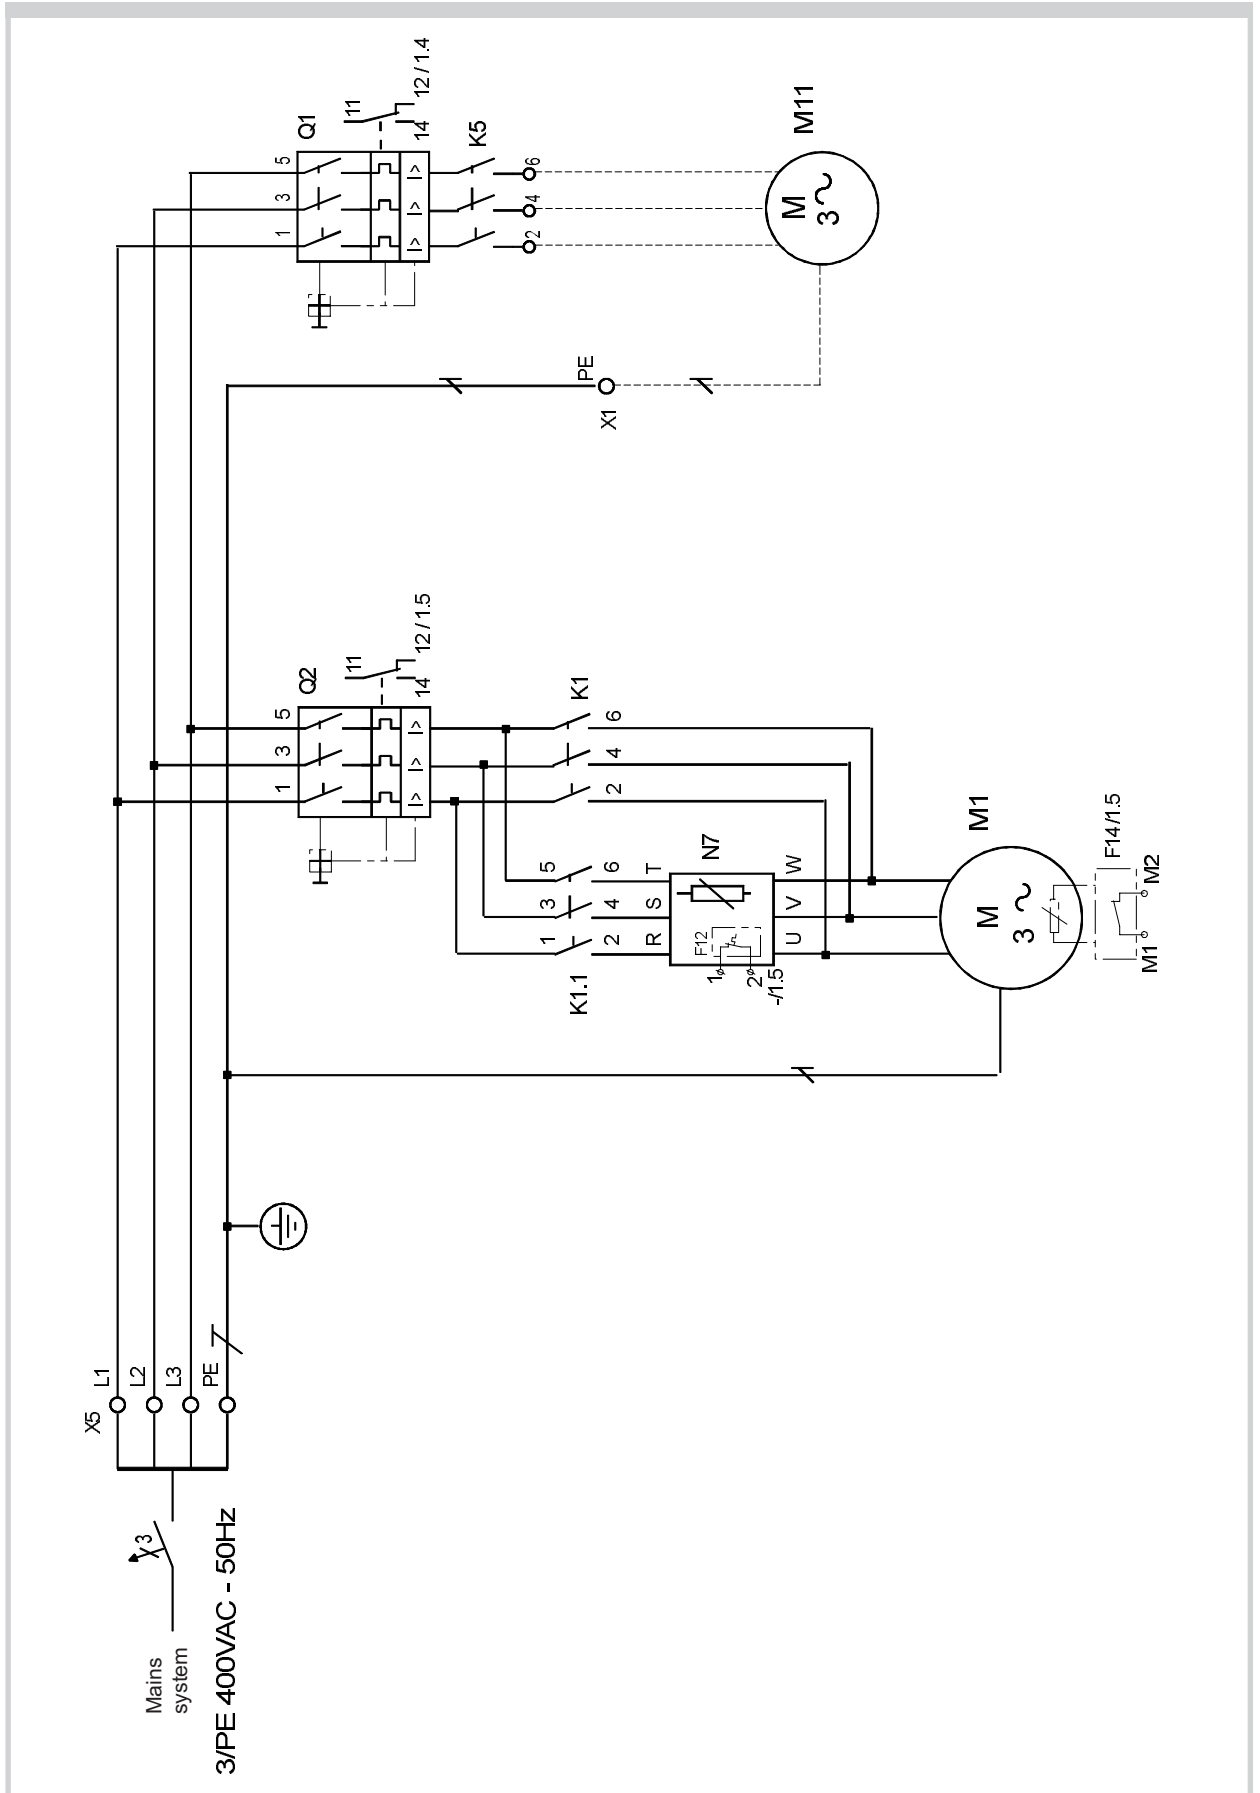 Mains
system
3/PE 400VAC - 50Hz
3
X5
L1
L2
L3
PE
Q2
1
3
5
11
14
12 / 1.5
K1
2
4
6
K1.1
1
3
5
2
4
6
R
S
T
N7
F12
1
2
-/1.5
U
V
W
M1
M
3
F14 /1.5
M1
M2
Q1
1
3
5
11
14
12 / 1.4
K5
2
4
6
PE
X1
M11
M
3